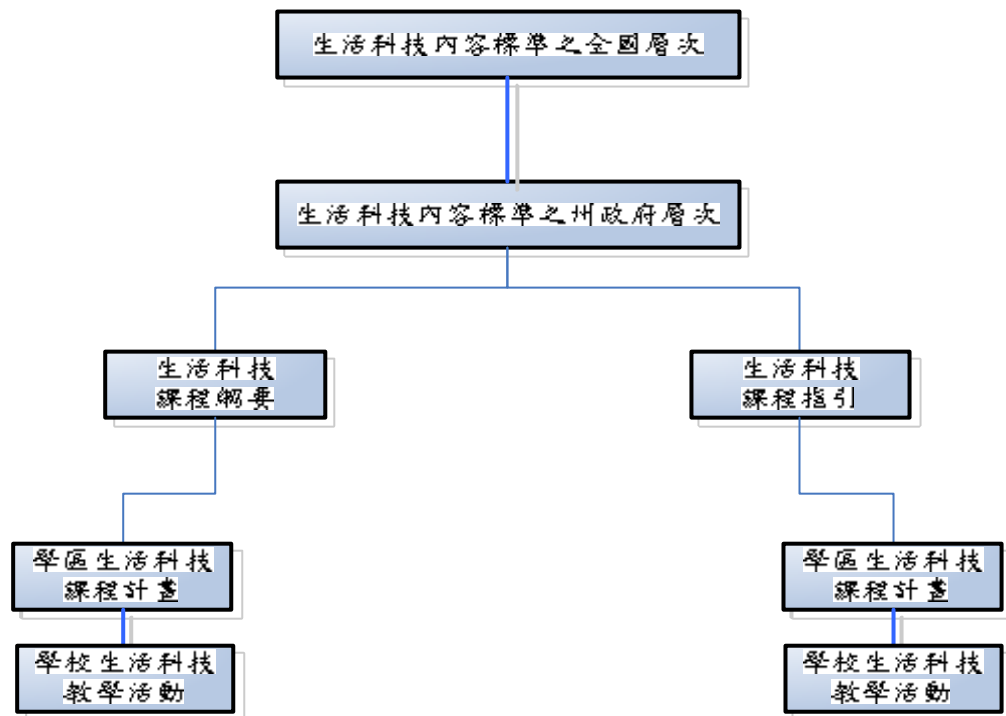 生活科技內容標準之全國層次
生活科技內容標準之州政府層次
生活科技
課程綱要
生活科技
課程指引
學區生活科技
課程計畫
學區生活科技
課程計畫
學校生活科技
教學活動
學校生活科技
教學活動